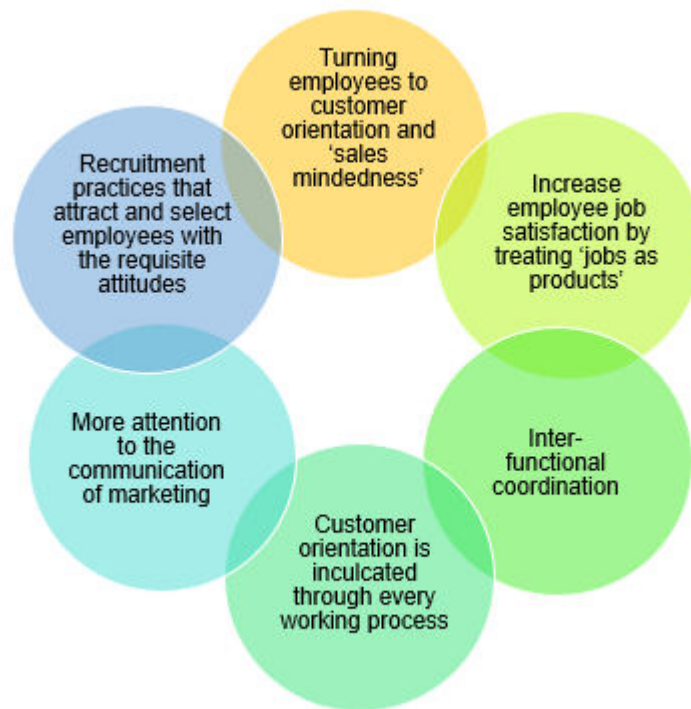 Turning
employees to
customer
orientation and
‘sales
mindedness’
Increase
employee job
satisfaction by
treating ‘jobs as
products’
Inter-
functional
coordination
Customer
orientation is
inculcated
through every
working process
More attention
to the
communication
of marketing
Recruitment
practices that
attract and select
employees with
the requisite
attitudes